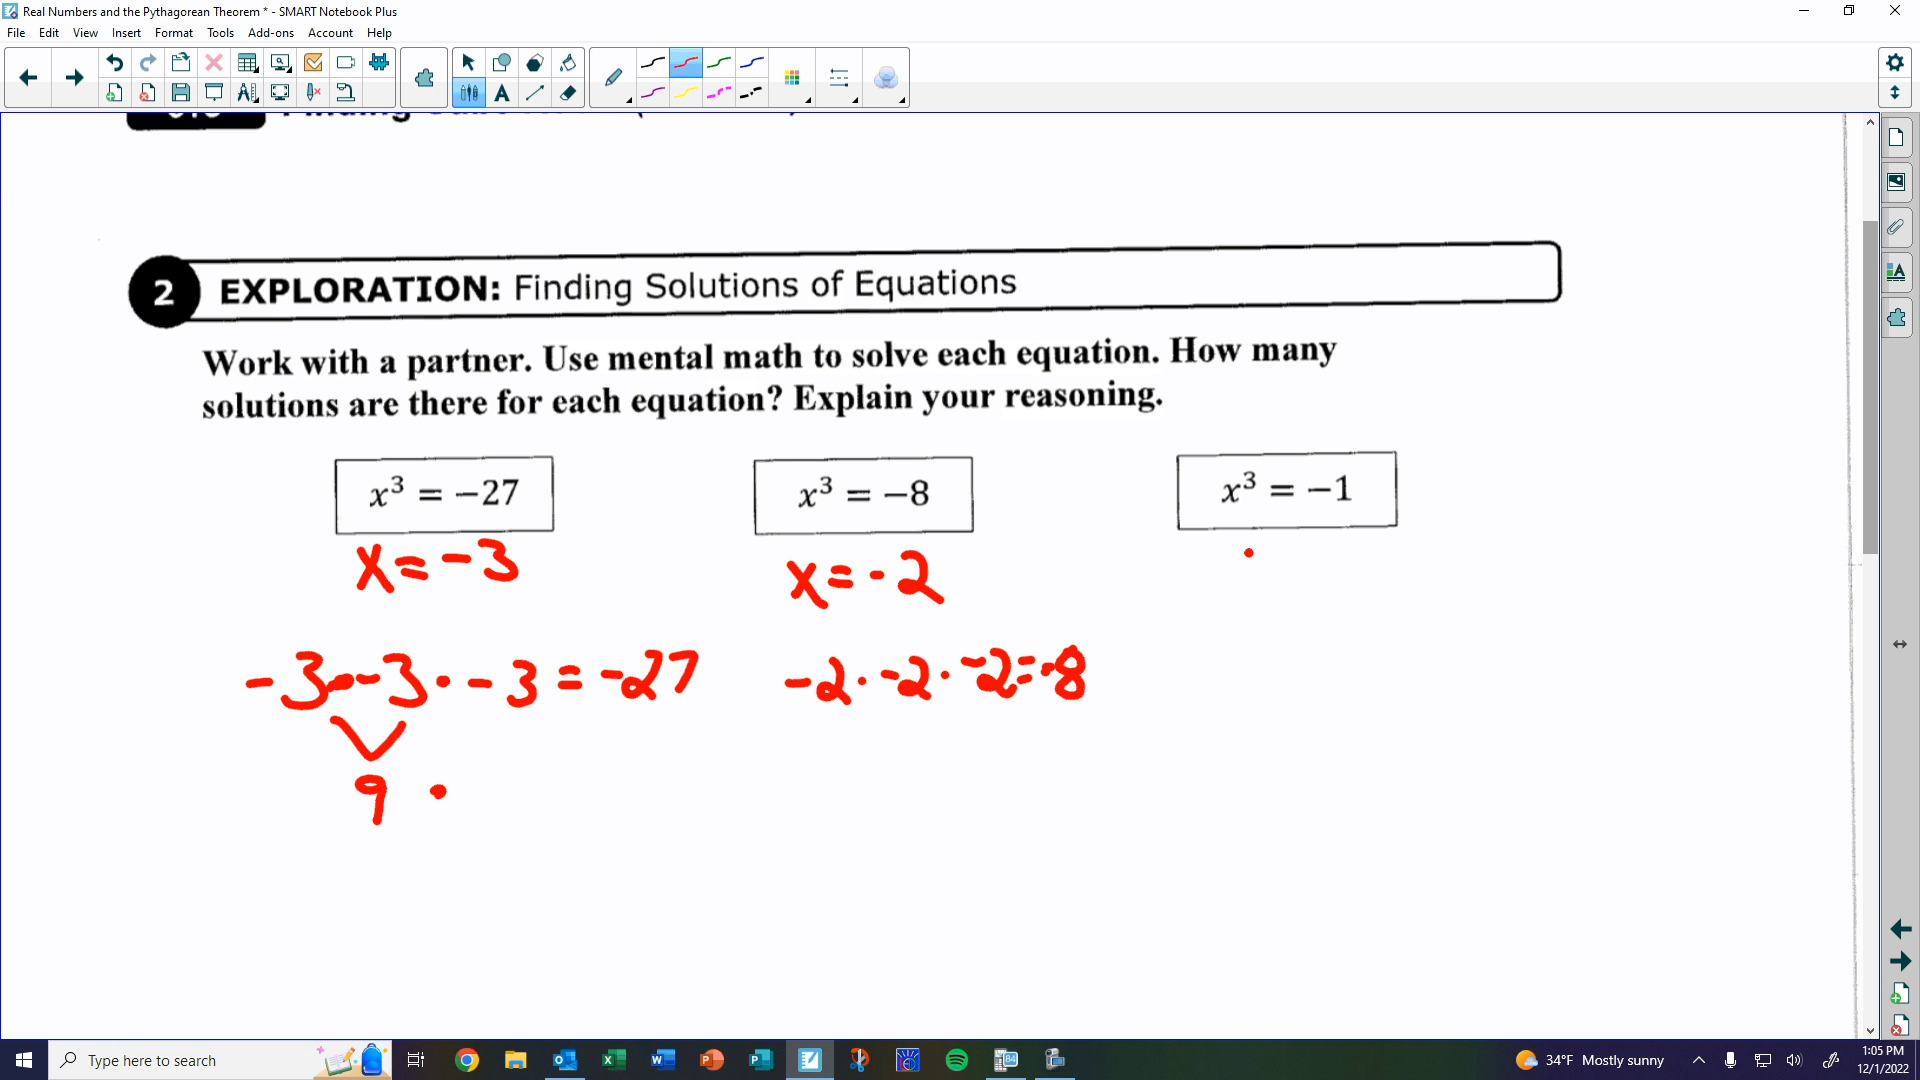 Real Numbers and the Pythagorean Theorem * - SMART Notebook Plus
File Edit View Insert Format Tools Add-ons Account Help
2 EXPLORATION: Finding Solutions of Equations
Work with a partner. Use mental math to solve each equation. How many
solutions are there for each equation? Explain your reasoning.
x³ = −27 x³ = −8 x³ = −1
x = -3 x = -2
-3 · -3 · -3 = -27 -2 · -2 · -2 = -8
9 ·
Type here to search
84
34°F Mostly sunny
1:05 PM
12/1/2022